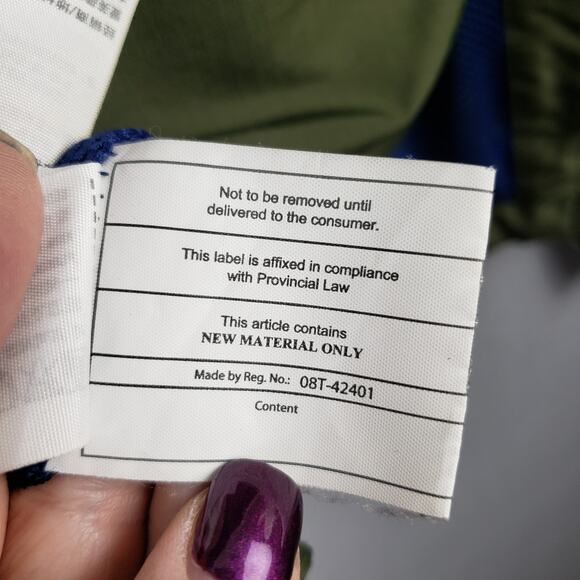 Not to be removed until
delivered to the consumer.
This label is affixed in compliance
with Provincial Law
This article contains
NEW MATERIAL ONLY
Made by Reg. No.: 08T-42401
Content